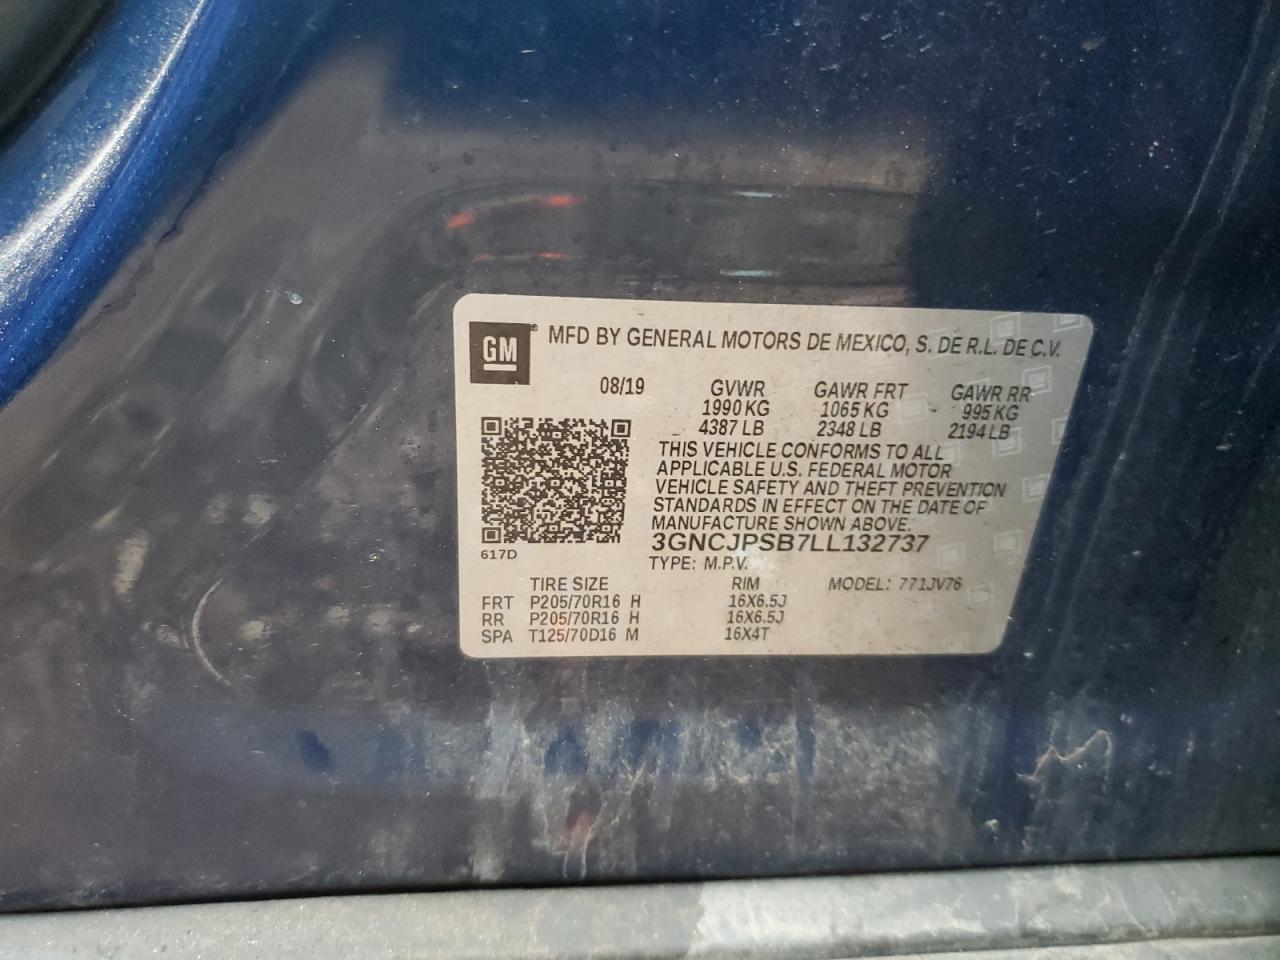 GM® MFD BY GENERAL MOTORS DE MEXICO, S. DE R.L. DE C.V.
08/19 GVWR GAWR FRT GAWR RR
1990 KG 1065 KG 995 KG
4387 LB 2348 LB 2194 LB
THIS VEHICLE CONFORMS TO ALL
APPLICABLE U.S. FEDERAL MOTOR
VEHICLE SAFETY AND THEFT PREVENTION
STANDARDS IN EFFECT ON THE DATE OF
MANUFACTURE SHOWN ABOVE.
3GNCJPSB7LL132737
617D
TYPE: M.P.V.
TIRE SIZE RIM MODEL: 771JV76
FRT P205/70R16 H 16X6.5J
RR P205/70R16 H 16X6.5J
SPA T125/70D16 M 16X4T